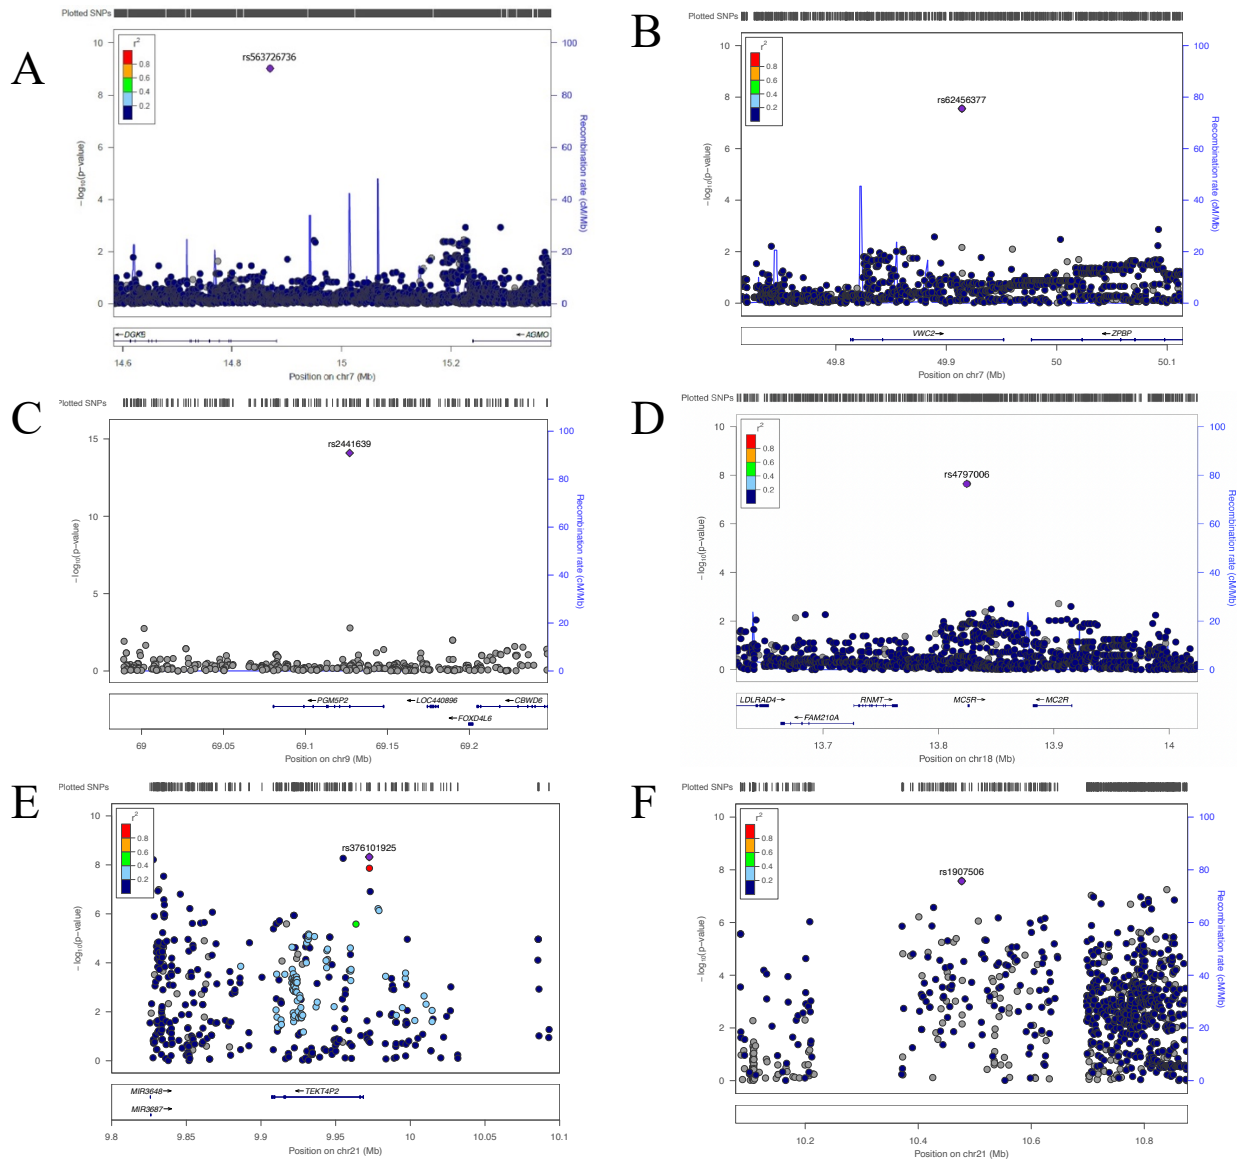 A
Plotted SNPs
r2
0.8
0.6
0.4
0.2
rs563726736
10
8
6
4
2
0
−log10(p−value)
100
80
60
40
20
0
Recombination rate (cM/Mb)
←DGKB
←AGMO
14.6 14.8 15 15.2
Position on chr7 (Mb)
B
Plotted SNPs
r2
0.8
0.6
0.4
0.2
rs62456377
10
8
6
4
2
0
−log10(p−value)
100
80
60
40
20
0
Recombination rate (cM/Mb)
VWC2→
←ZPBP
49.8 49.9 50 50.1
Position on chr7 (Mb)
C
Plotted SNPs
rs2441639
15
10
5
0
−log10(p−value)
100
80
60
40
20
0
Recombination rate (cM/Mb)
←PGM5P2
←LOC440896
←CBWD6
←FOXD4L6
69 69.05 69.1 69.15 69.2
Position on chr9 (Mb)
D
Plotted SNPs
r2
0.8
0.6
0.4
0.2
rs4797006
10
8
6
4
2
0
−log10(p−value)
100
80
60
40
20
0
Recombination rate (cM/Mb)
LDLRAD4→
RNMT→
MC5R→
←MC2R
←FAM210A
13.7 13.8 13.9 14
Position on chr18 (Mb)
E
Plotted SNPs
r2
0.8
0.6
0.4
0.2
rs376101925
10
8
6
4
2
0
−log10(p−value)
MIR3648→
←TEKT4P2
MIR3687→
9.8 9.85 9.9 9.95 10 10.05 10.1
Position on chr21 (Mb)
F
Plotted SNPs
r2
0.8
0.6
0.4
0.2
rs1907506
10
8
6
4
2
0
−log10(p−value)
100
80
60
40
20
0
Recombination rate (cM/Mb)
10.2 10.4 10.6 10.8
Position on chr21 (Mb)